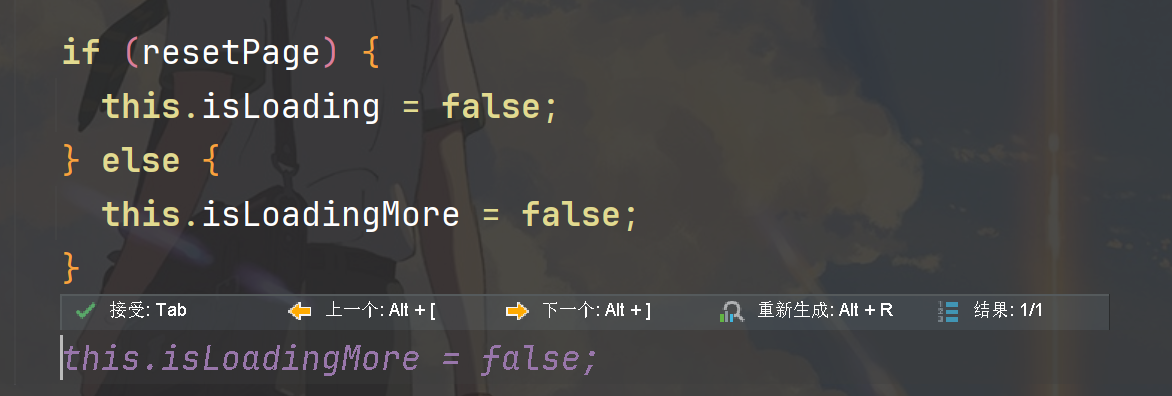 if (resetPage) {
  this.isLoading = false;
} else {
  this.isLoadingMore = false;
}
接受: Tab 上一个: Alt + [ 下一个: Alt + ] 重新生成: Alt + R 结果: 1/1
this.isLoadingMore = false;